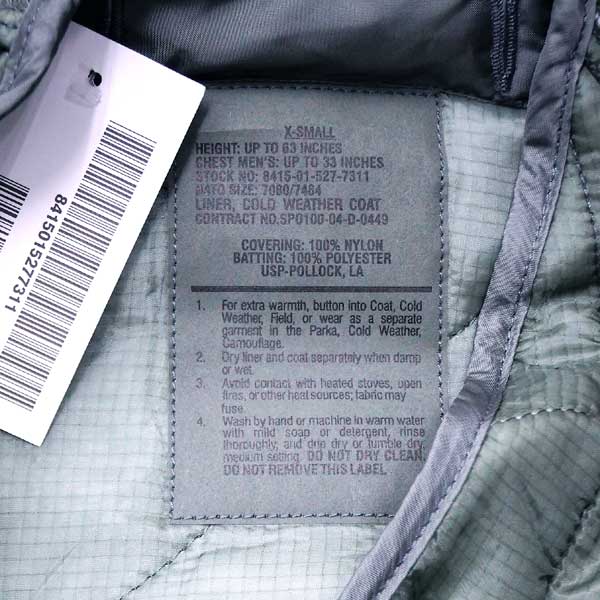 X-SMALL
HEIGHT: UP TO 63 INCHES
CHEST MEN'S: UP TO 33 INCHES
STOCK NO: 8415-01-527-7311
NATO SIZE: 7080/7484
LINER, COLD WEATHER COAT
CONTRACT NO.SPO100-04-D-0449
COVERING: 100% NYLON
BATTING: 100% POLYESTER
USP-POLLOCK, LA
1. For extra warmth, button into Coat, Cold
Weather, Field, or wear as a separate
garment in the Parka, Cold Weather,
Camouflage.
2. Dry liner and coat separately when damp
or wet.
3. Avoid contact with heated stoves, open
fires, or other heat sources; fabric may
fuse.
4. Wash by hand or machine in warm water
with mild soap or detergent, rinse
thoroughly, and drip dry or tumble dry,
medium setting. DO NOT DRY CLEAN.
DO NOT REMOVE THIS LABEL
8415015277311